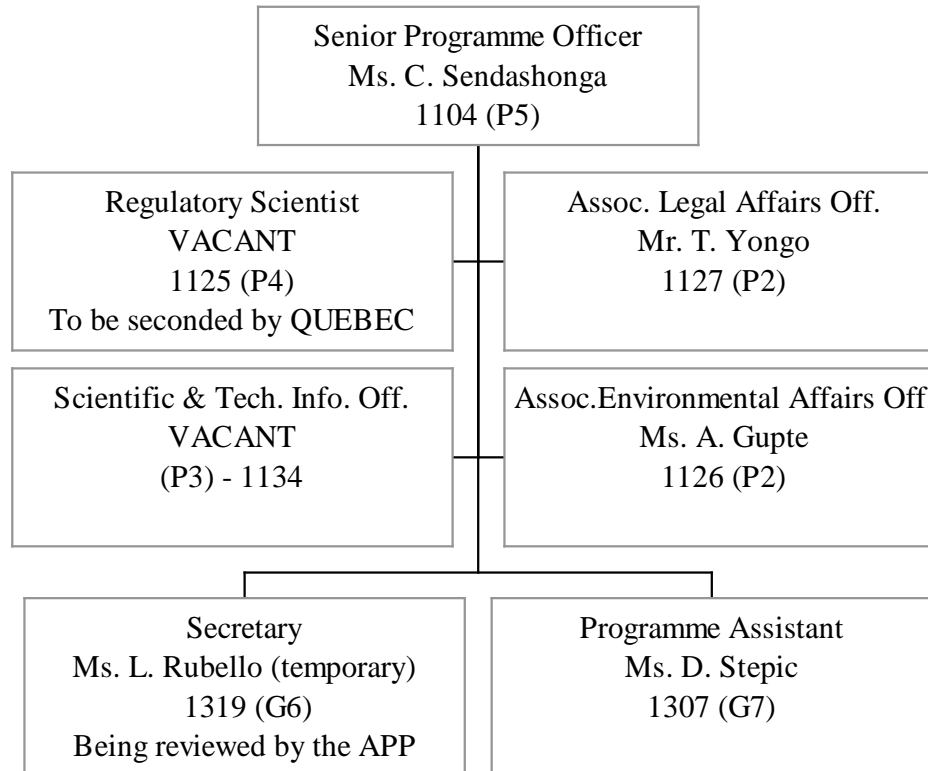 Senior Programme Officer
Ms. C. Sendashonga
1104 (P5)
Regulatory Scientist
VACANT
1125 (P4)
To be seconded by QUEBEC
Assoc. Legal Affairs Off.
Mr. T. Yongo
1127 (P2)
Scientific & Tech. Info. Off.
VACANT
(P3) - 1134
Assoc.Environmental Affairs Off
Ms. A. Gupte
1126 (P2)
Secretary
Ms. L. Rubello (temporary)
1319 (G6)
Being reviewed by the APP
Programme Assistant
Ms. D. Stepic
1307 (G7)